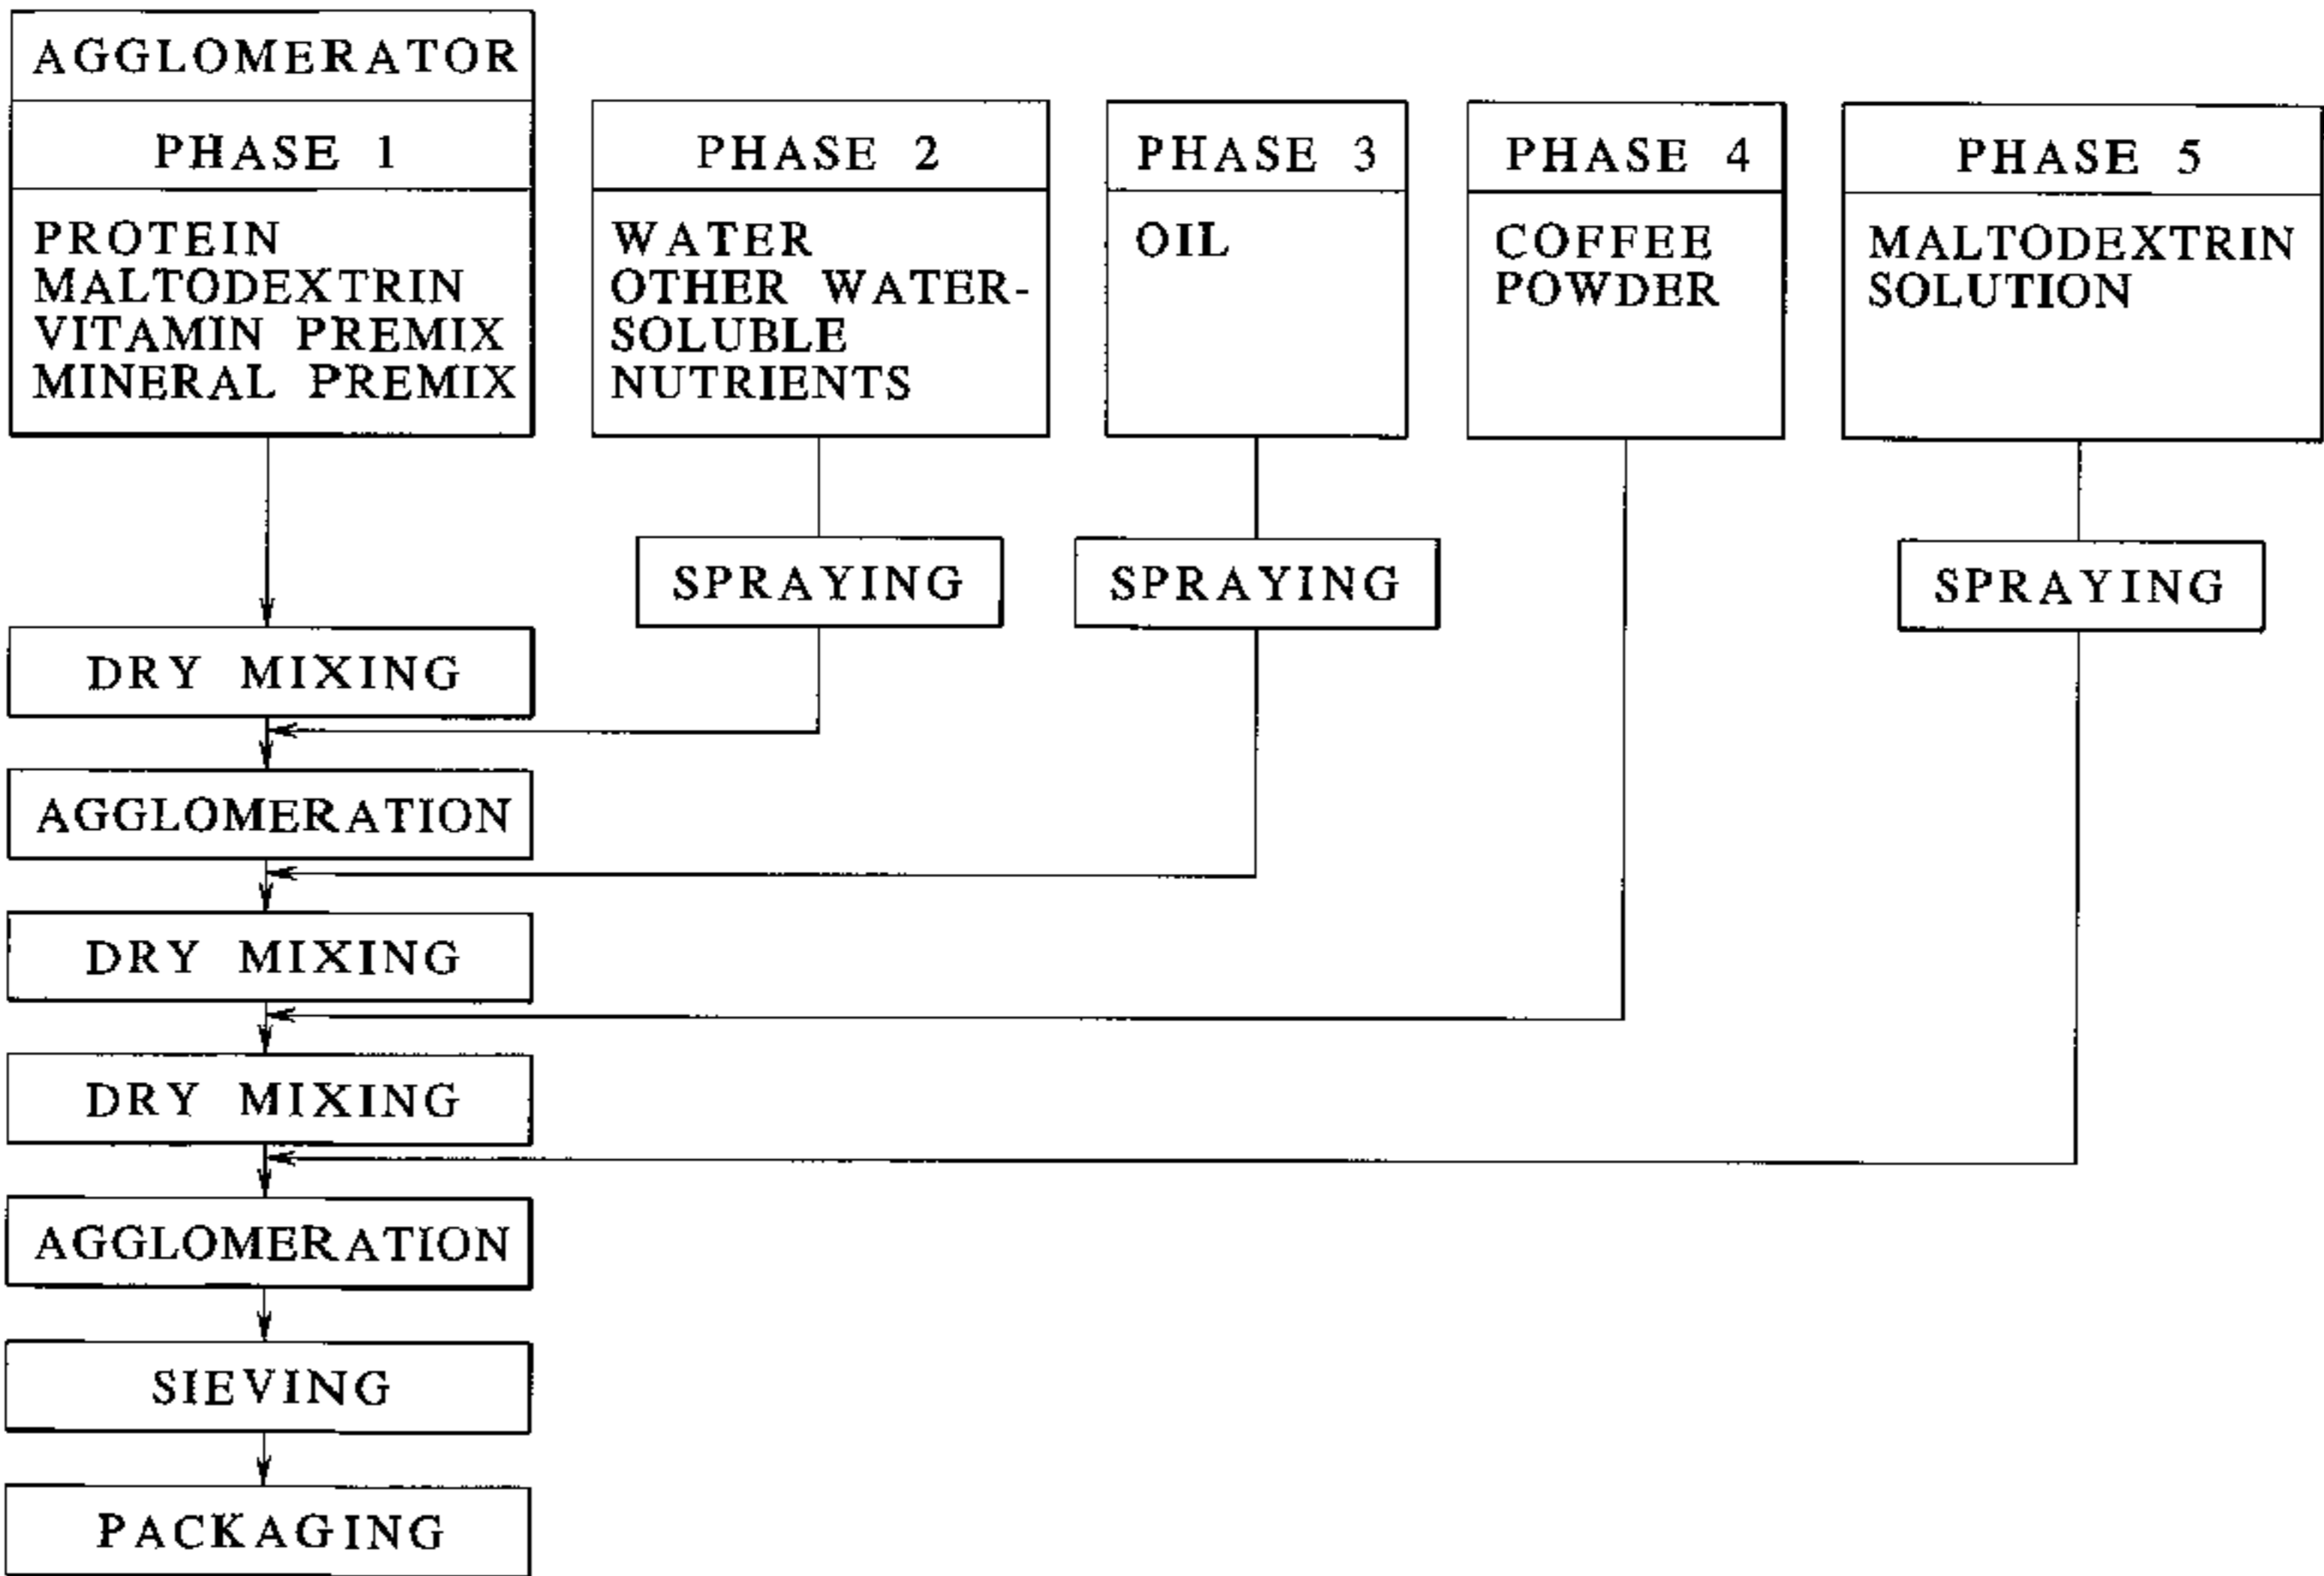 AGGLOMERATOR
PHASE 1
PROTEIN
MALTODEXTRIN
VITAMIN PREMIX
MINERAL PREMIX
PHASE 2
WATER
OTHER WATER-
SOLUBLE
NUTRIENTS
PHASE 3
OIL
PHASE 4
COFFEE
POWDER
PHASE 5
MALTODEXTRIN
SOLUTION
SPRAYING
SPRAYING
SPRAYING
DRY MIXING
AGGLOMERATION
DRY MIXING
DRY MIXING
AGGLOMERATION
SIEVING
PACKAGING